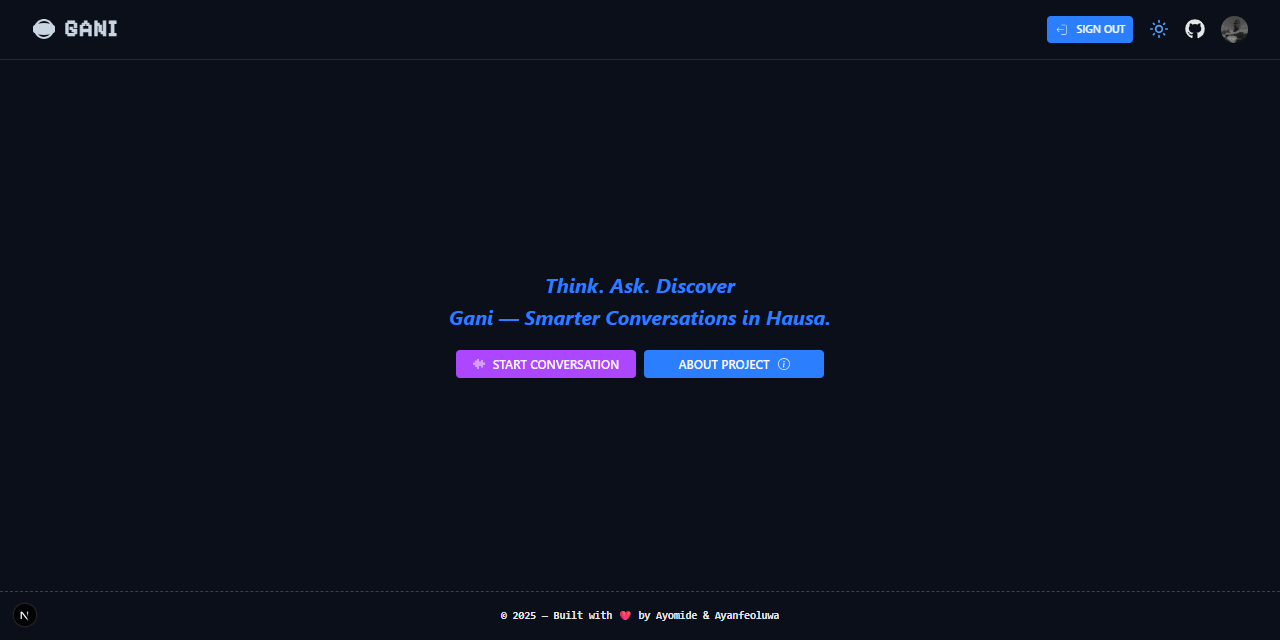 GANI
SIGN OUT
Think. Ask. Discover
Gani — Smarter Conversations in Hausa.
START CONVERSATION
ABOUT PROJECT
N
© 2025 — Built with ❤️ by Ayomide & Ayanfeoluwa